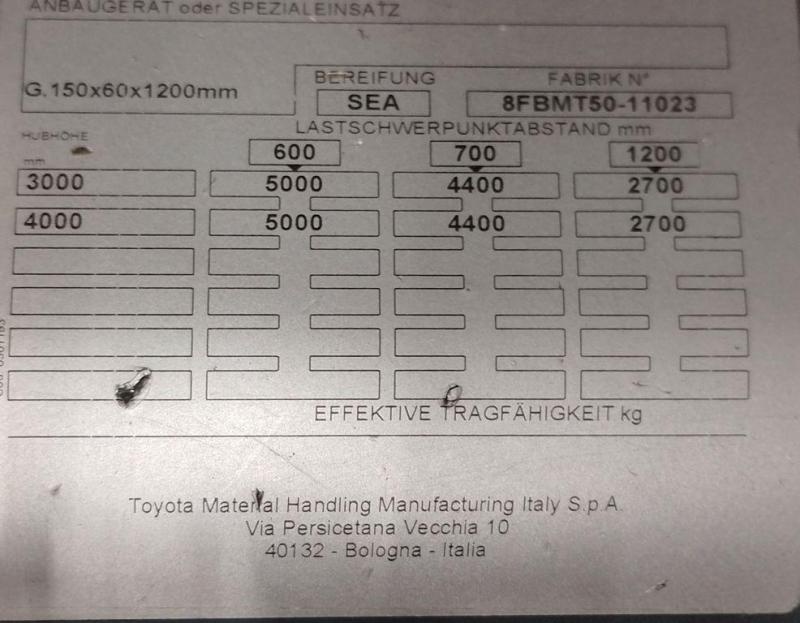 ANBAUGERÄT oder SPEZIALEINSATZ
BEREIFUNG FABRIK N°
G.150x60x1200mm SEA 8FBMT50-11023
HUBHÖHE LASTSCHWERPUNKTABSTAND mm
mm 600 700 1200
3000 5000 4400 2700
4000 5000 4400 2700
EFFEKTIVE TRAGFÄHIGKEIT kg
Toyota Material Handling Manufacturing Italy S.p.A.
Via Persicetana Vecchia 10
40132 - Bologna - Italia